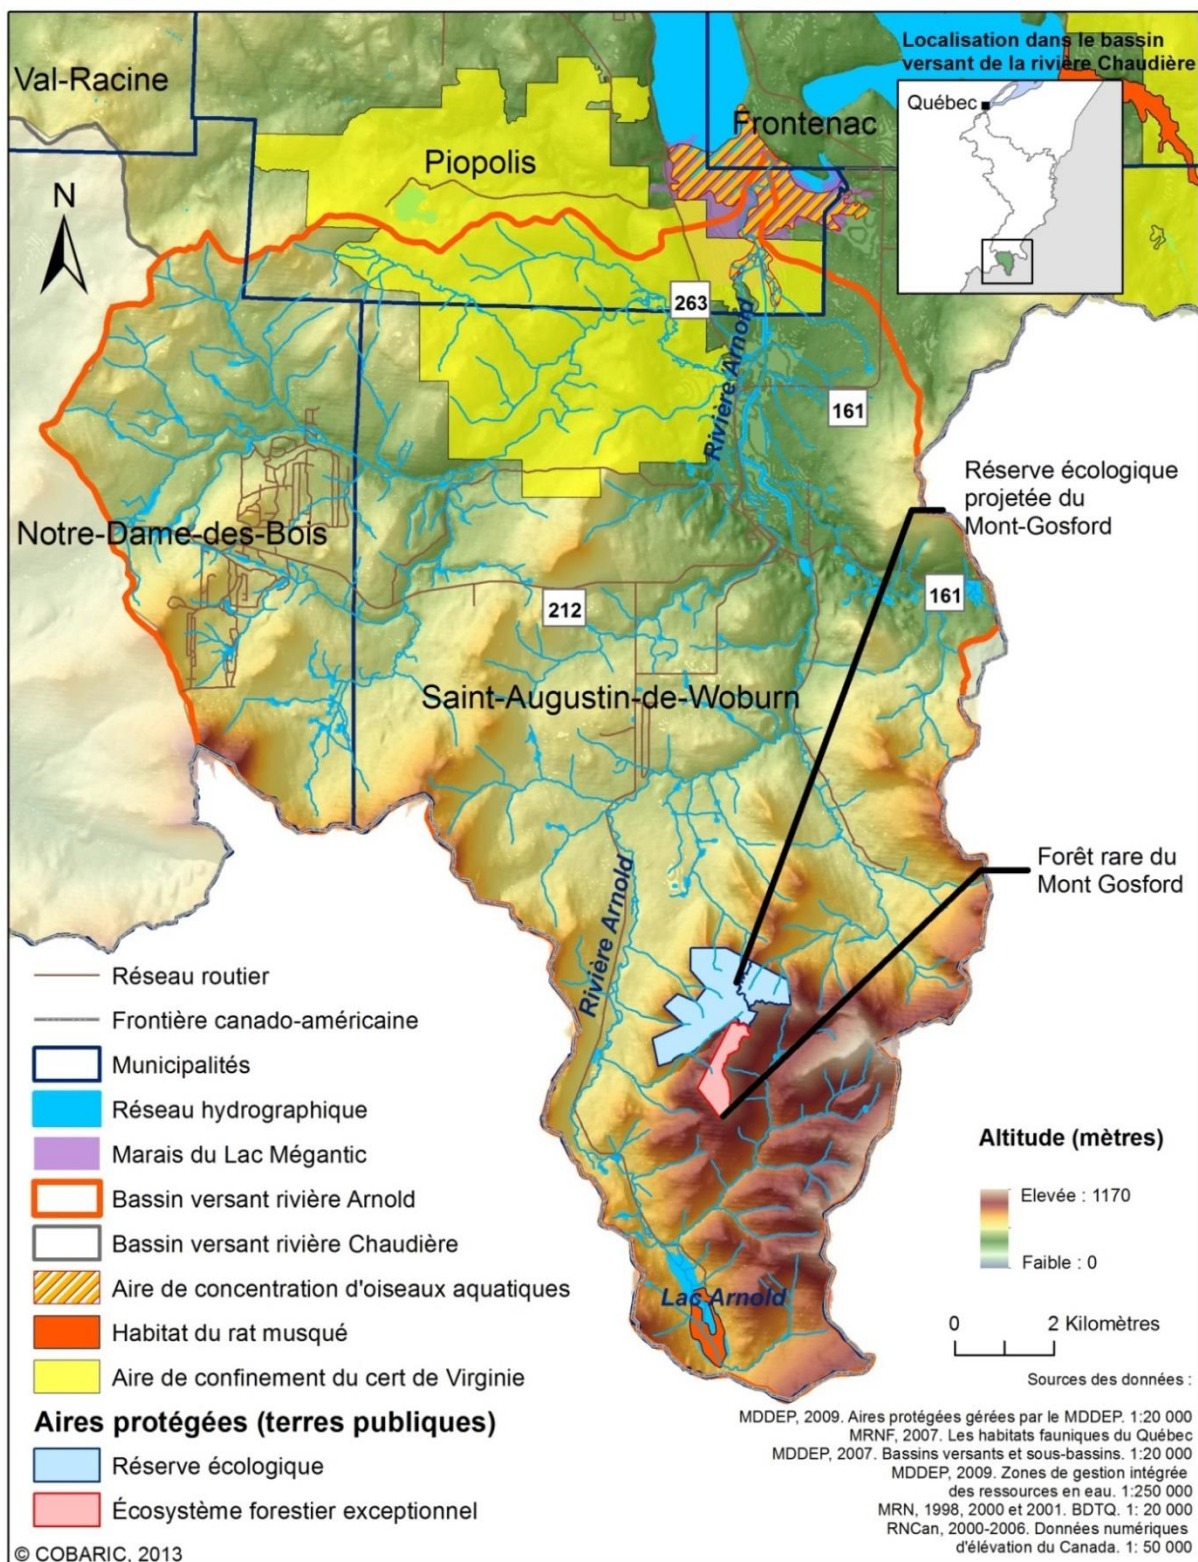 Localisation dans le bassin
versant de la rivière Chaudière
Québec
Val-Racine
Frontenac
Piopolis
N
263
Rivière Arnold
161
Réserve écologique
projetée du
Mont-Gosford
Notre-Dame-des-Bois
161
212
Saint-Augustin-de-Woburn
Forêt rare du
Mont Gosford
Rivière Arnold
Lac Arnold
Réseau routier
Frontière canado-américaine
Municipalités
Réseau hydrographique
Marais du Lac Mégantic
Bassin versant rivière Arnold
Bassin versant rivière Chaudière
Aire de concentration d'oiseaux aquatiques
Habitat du rat musqué
Aire de confinement du cert de Virginie
Aires protégées (terres publiques)
Réserve écologique
Écosystème forestier exceptionnel
© COBARIC, 2013
Altitude (mètres)
Elevée : 1170
Faible : 0
0 2 Kilomètres
Sources des données :
MDDEP, 2009. Aires protégées gérées par le MDDEP. 1:20 000
MRNF, 2007. Les habitats fauniques du Québec
MDDEP, 2007. Bassins versants et sous-bassins. 1:20 000
MDDEP, 2009. Zones de gestion intégrée
des ressources en eau. 1:250 000
MRN, 1998, 2000 et 2001. BDTQ. 1: 20 000
RNCan, 2000-2006. Données numériques
d'élévation du Canada. 1: 50 000